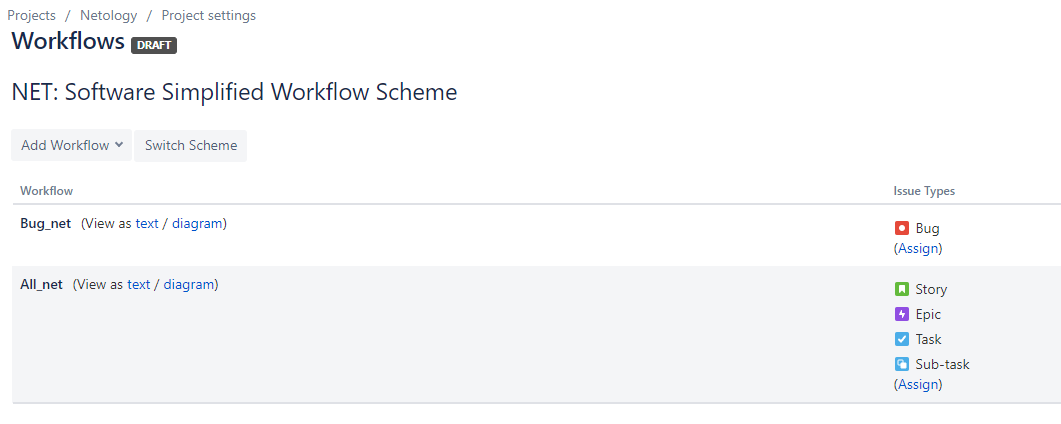 Projects / Netology / Project settings
Workflows DRAFT
NET: Software Simplified Workflow Scheme
Add Workflow Switch Scheme
Workflow Issue Types
Bug_net (View as text / diagram) Bug
(Assign)
All_net (View as text / diagram) Story
Epic
Task
Sub-task
(Assign)